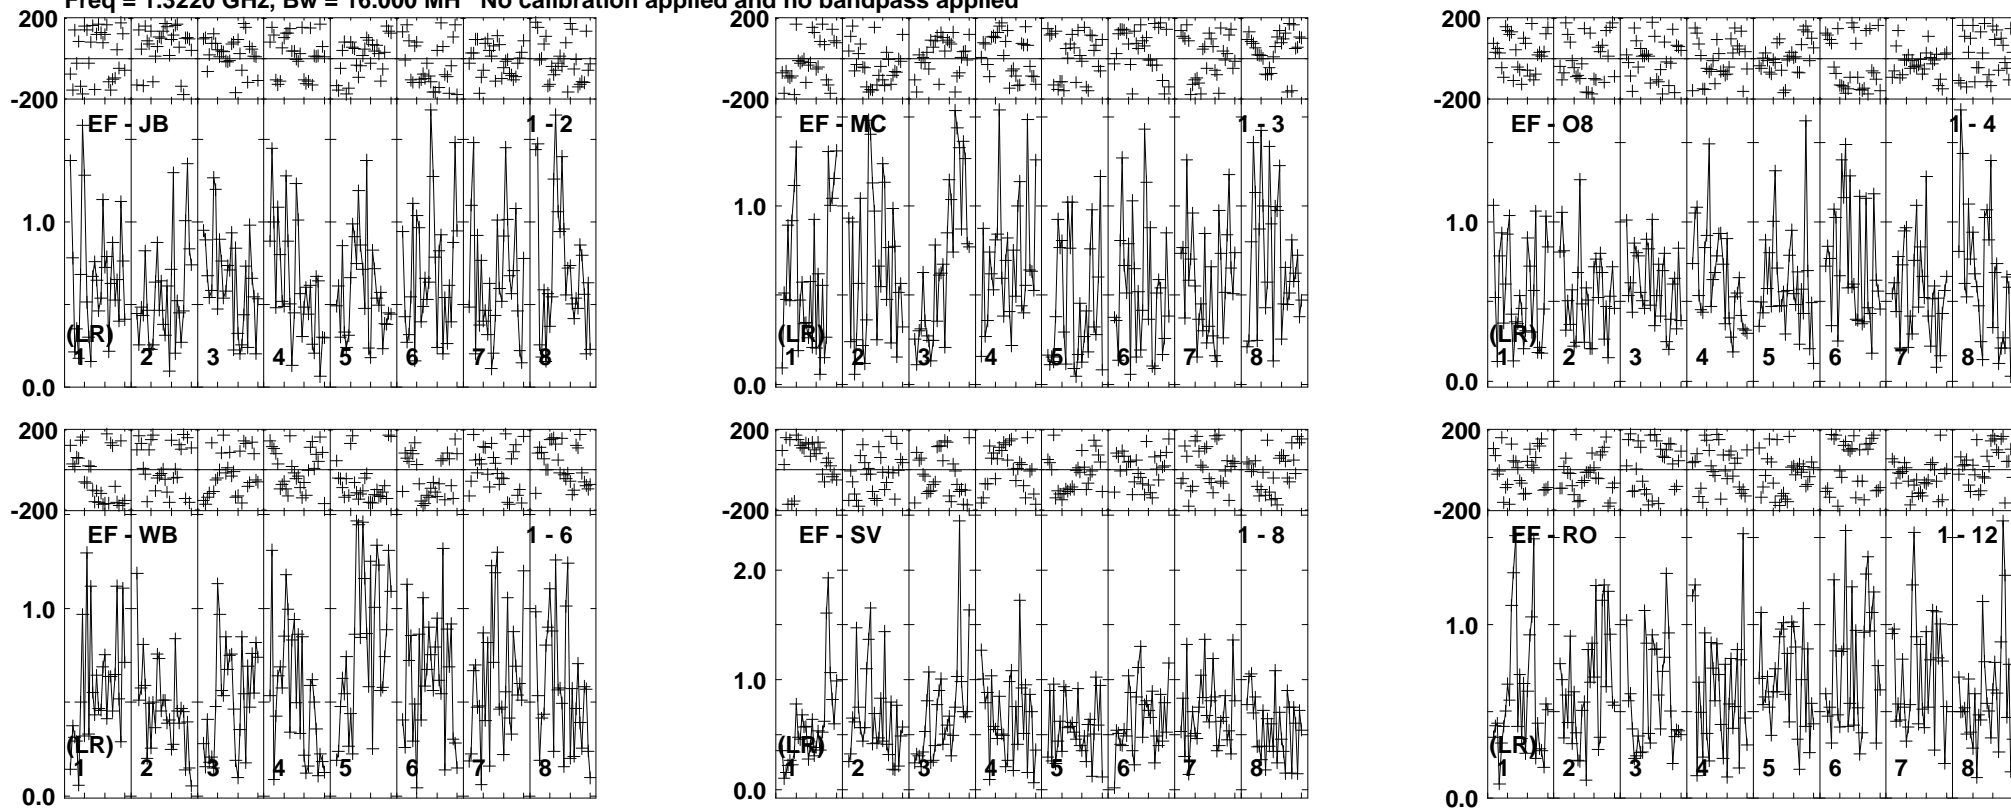 Freq = 1.3220 GHz, Bw = 16.000 MH No calibration applied and no bandpass applied
200 200 200
-200 -200 -200
EF - JB 1 - 2 EF - MC 1 - 3 EF - O8 1 - 4
1.0 1.0 1.0
(LR) (LR) (LR)
1 2 3 4 5 6 7 8 1 2 3 4 5 6 7 8 1 2 3 4 5 6 7 8
0.0 0.0 0.0
200 200 200
-200 -200 -200
EF - WB 1 - 6 EF - SV 1 - 8 EF - RO 1 - 12
2.0
1.0 1.0 1.0
(LR) (LR) (LR)
1 2 3 4 5 6 7 8 1 2 3 4 5 6 7 8 1 2 3 4 5 6 7 8
0.0 0.0 0.0